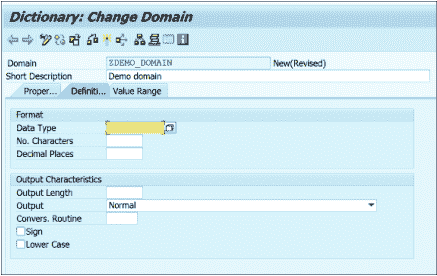 Dictionary: Change Domain
Domain ZDEMO_DOMAIN New(Revised)
Short Description Demo domain
Proper... Definiti... Value Range
Format
Data Type
No. Characters
Decimal Places
Output Characteristics
Output Length
Output Normal
Convers. Routine
Sign
Lower Case